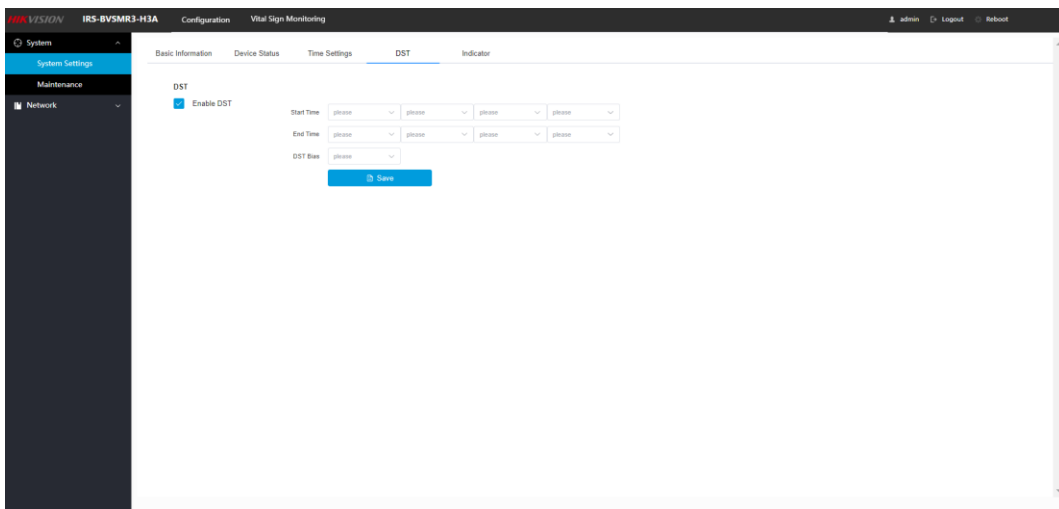 HIKVISION IRS-BVSMR3-H3A Configuration Vital Sign Monitoring admin Logout Reboot
System
System Settings
Maintenance
Network
Basic Information Device Status Time Settings DST Indicator
DST
Enable DST
Start Time please please please please
End Time please please please please
DST Bias please
Save